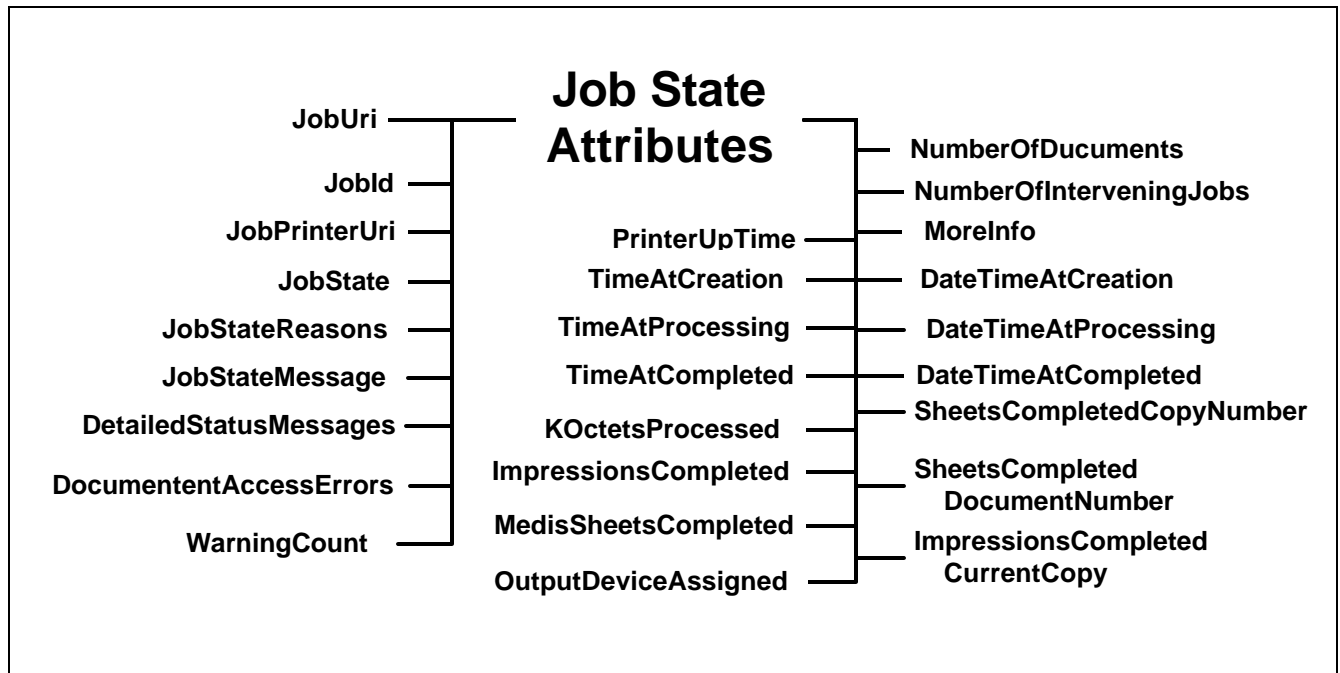 Job State
Attributes
JobUri
JobId
JobPrinterUri
JobState
JobStateReasons
JobStateMessage
DetailedStatusMessages
DocumententAccessErrors
WarningCount
PrinterUpTime
TimeAtCreation
TimeAtProcessing
TimeAtCompleted
KOctetsProcessed
ImpressionsCompleted
MedisSheetsCompleted
OutputDeviceAssigned
NumberOfDucuments
NumberOfInterveningJobs
MoreInfo
DateTimeAtCreation
DateTimeAtProcessing
DateTimeAtCompleted
SheetsCompletedCopyNumber
SheetsCompleted
DocumentNumber
ImpressionsCompleted
CurrentCopy